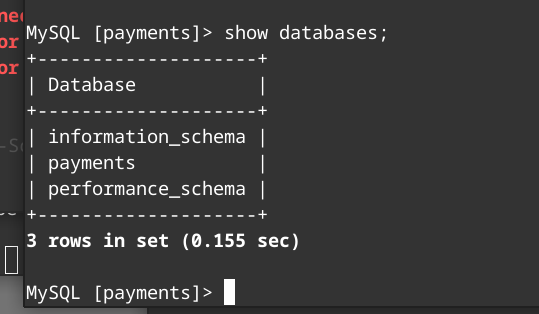 MySQL [payments]> show databases;
+--------------------+
| Database           |
+--------------------+
| information_schema |
| payments           |
| performance_schema |
+--------------------+
3 rows in set (0.155 sec)
MySQL [payments]>